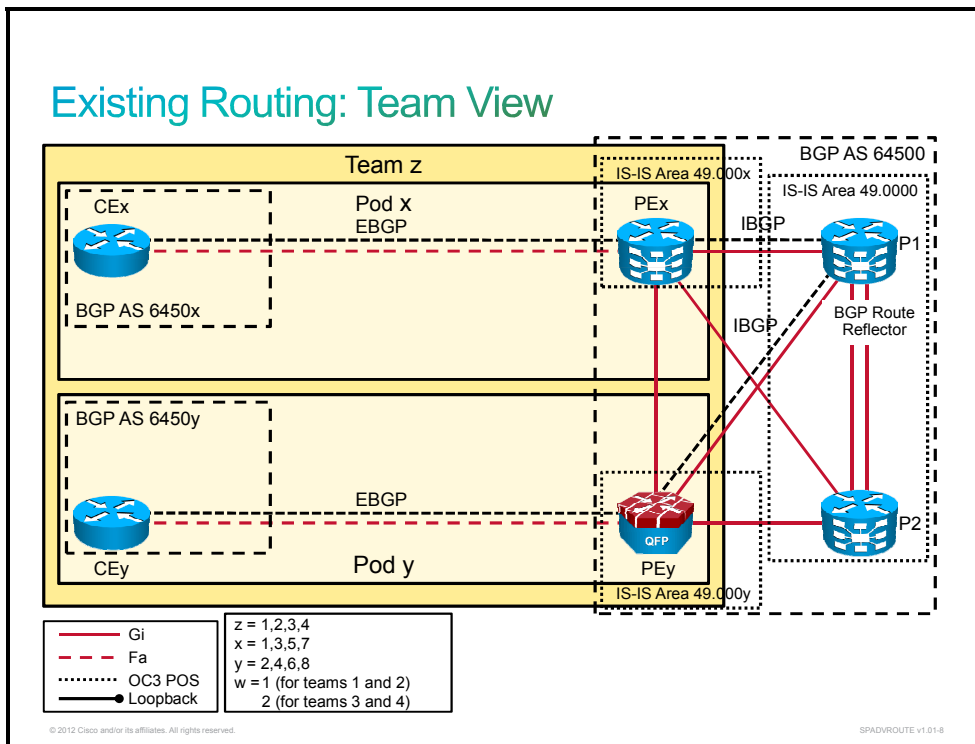 Existing Routing: Team View
BGP AS 64500
Team z
IS-IS Area 49.000x
IS-IS Area 49.0000
CEx
Pod x
PEx
EBGP
IBGP
P1
BGP AS 6450x
IBGP
BGP Route
Reflector
BGP AS 6450y
EBGP
P2
QFP
CEy
Pod y
PEy
IS-IS Area 49.000y
Gi
Fa
OC3 POS
Loopback
z = 1,2,3,4
x = 1,3,5,7
y = 2,4,6,8
w = 1 (for teams 1 and 2)
2 (for teams 3 and 4)
© 2012 Cisco and/or its affiliates. All rights reserved.
SPADVROUTE v1.01-8